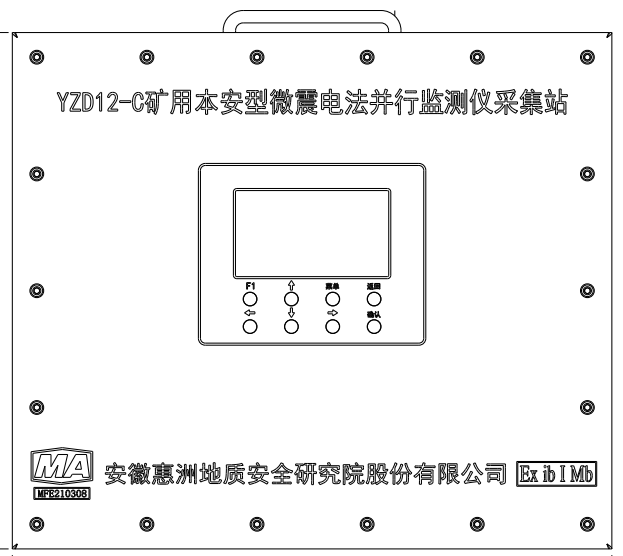 YZD12-C矿用本安型微震电法并行监测仪采集站
F1 ↑ 菜单 返回
← ↓ → 确认
MA
MFE210308
安徽惠洲地质安全研究院股份有限公司
Ex ib I Mb